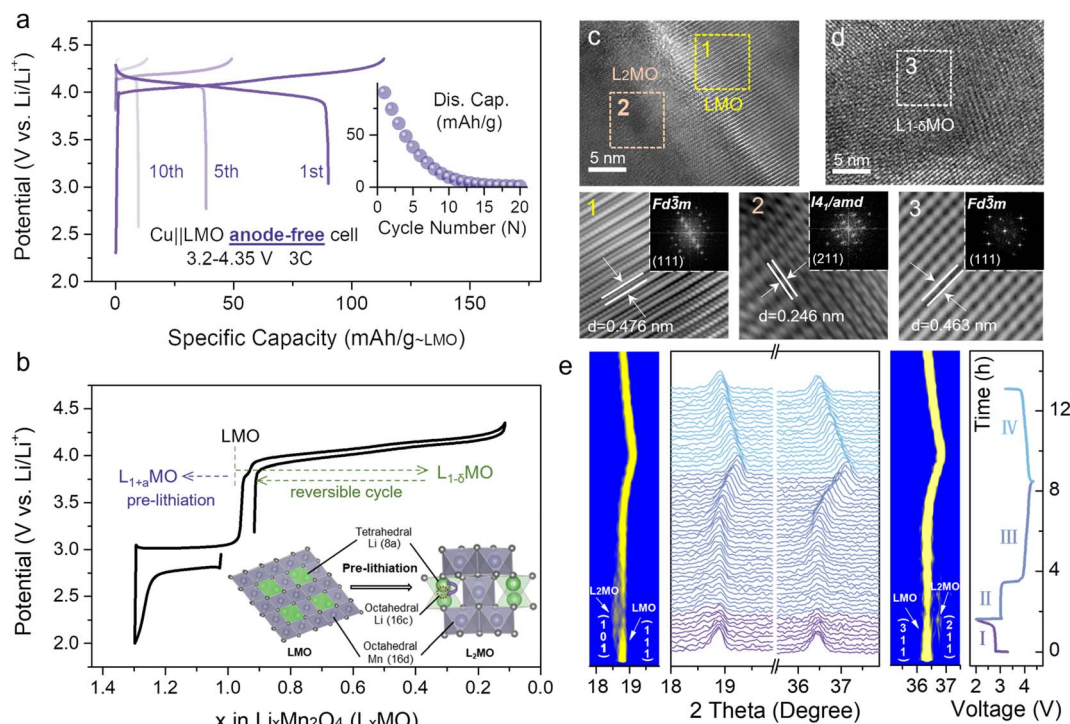 a
Potential (V vs. Li/Li⁺)
4.5
4.0
3.5
3.0
2.5
2.0
10th
5th
1st
Dis. Cap.
(mAh/g)
50
0
0 5 10 15 20
Cycle Number (N)
Cu||LMO anode-free cell
3.2-4.35 V 3C
0 50 100 150
Specific Capacity (mAh/g~LMO)
b
Potential (V vs. Li/Li⁺)
4.5
4.0
3.5
3.0
2.5
2.0
LMO
L1+aMO
pre-lithiation
L1-δMO
reversible cycle
Tetrahedral
Li (8a)
Pre-lithiation
Octahedral
Li (16c)
Octahedral
Mn (16d)
LMO
L₂MO
1.4 1.2 1.0 0.8 0.6 0.4 0.2 0.0
x in LiₓMn₂O₄ (LₓMO)
c
1
L2MO
2
LMO
5 nm
d
3
L1-δMO
5 nm
1
Fd3̄m
(111)
d=0.476 nm
2
I4₁/amd
(211)
d=0.246 nm
3
Fd3̄m
(111)
d=0.463 nm
e
L₂MO
LMO
(101)
(111)
18 19
18 19 36 37
2 Theta (Degree)
LMO
L₂MO
(311)
(211)
36 37
Time (h)
12
8
4
0
IV
III
II
I
2 4
Voltage (V)